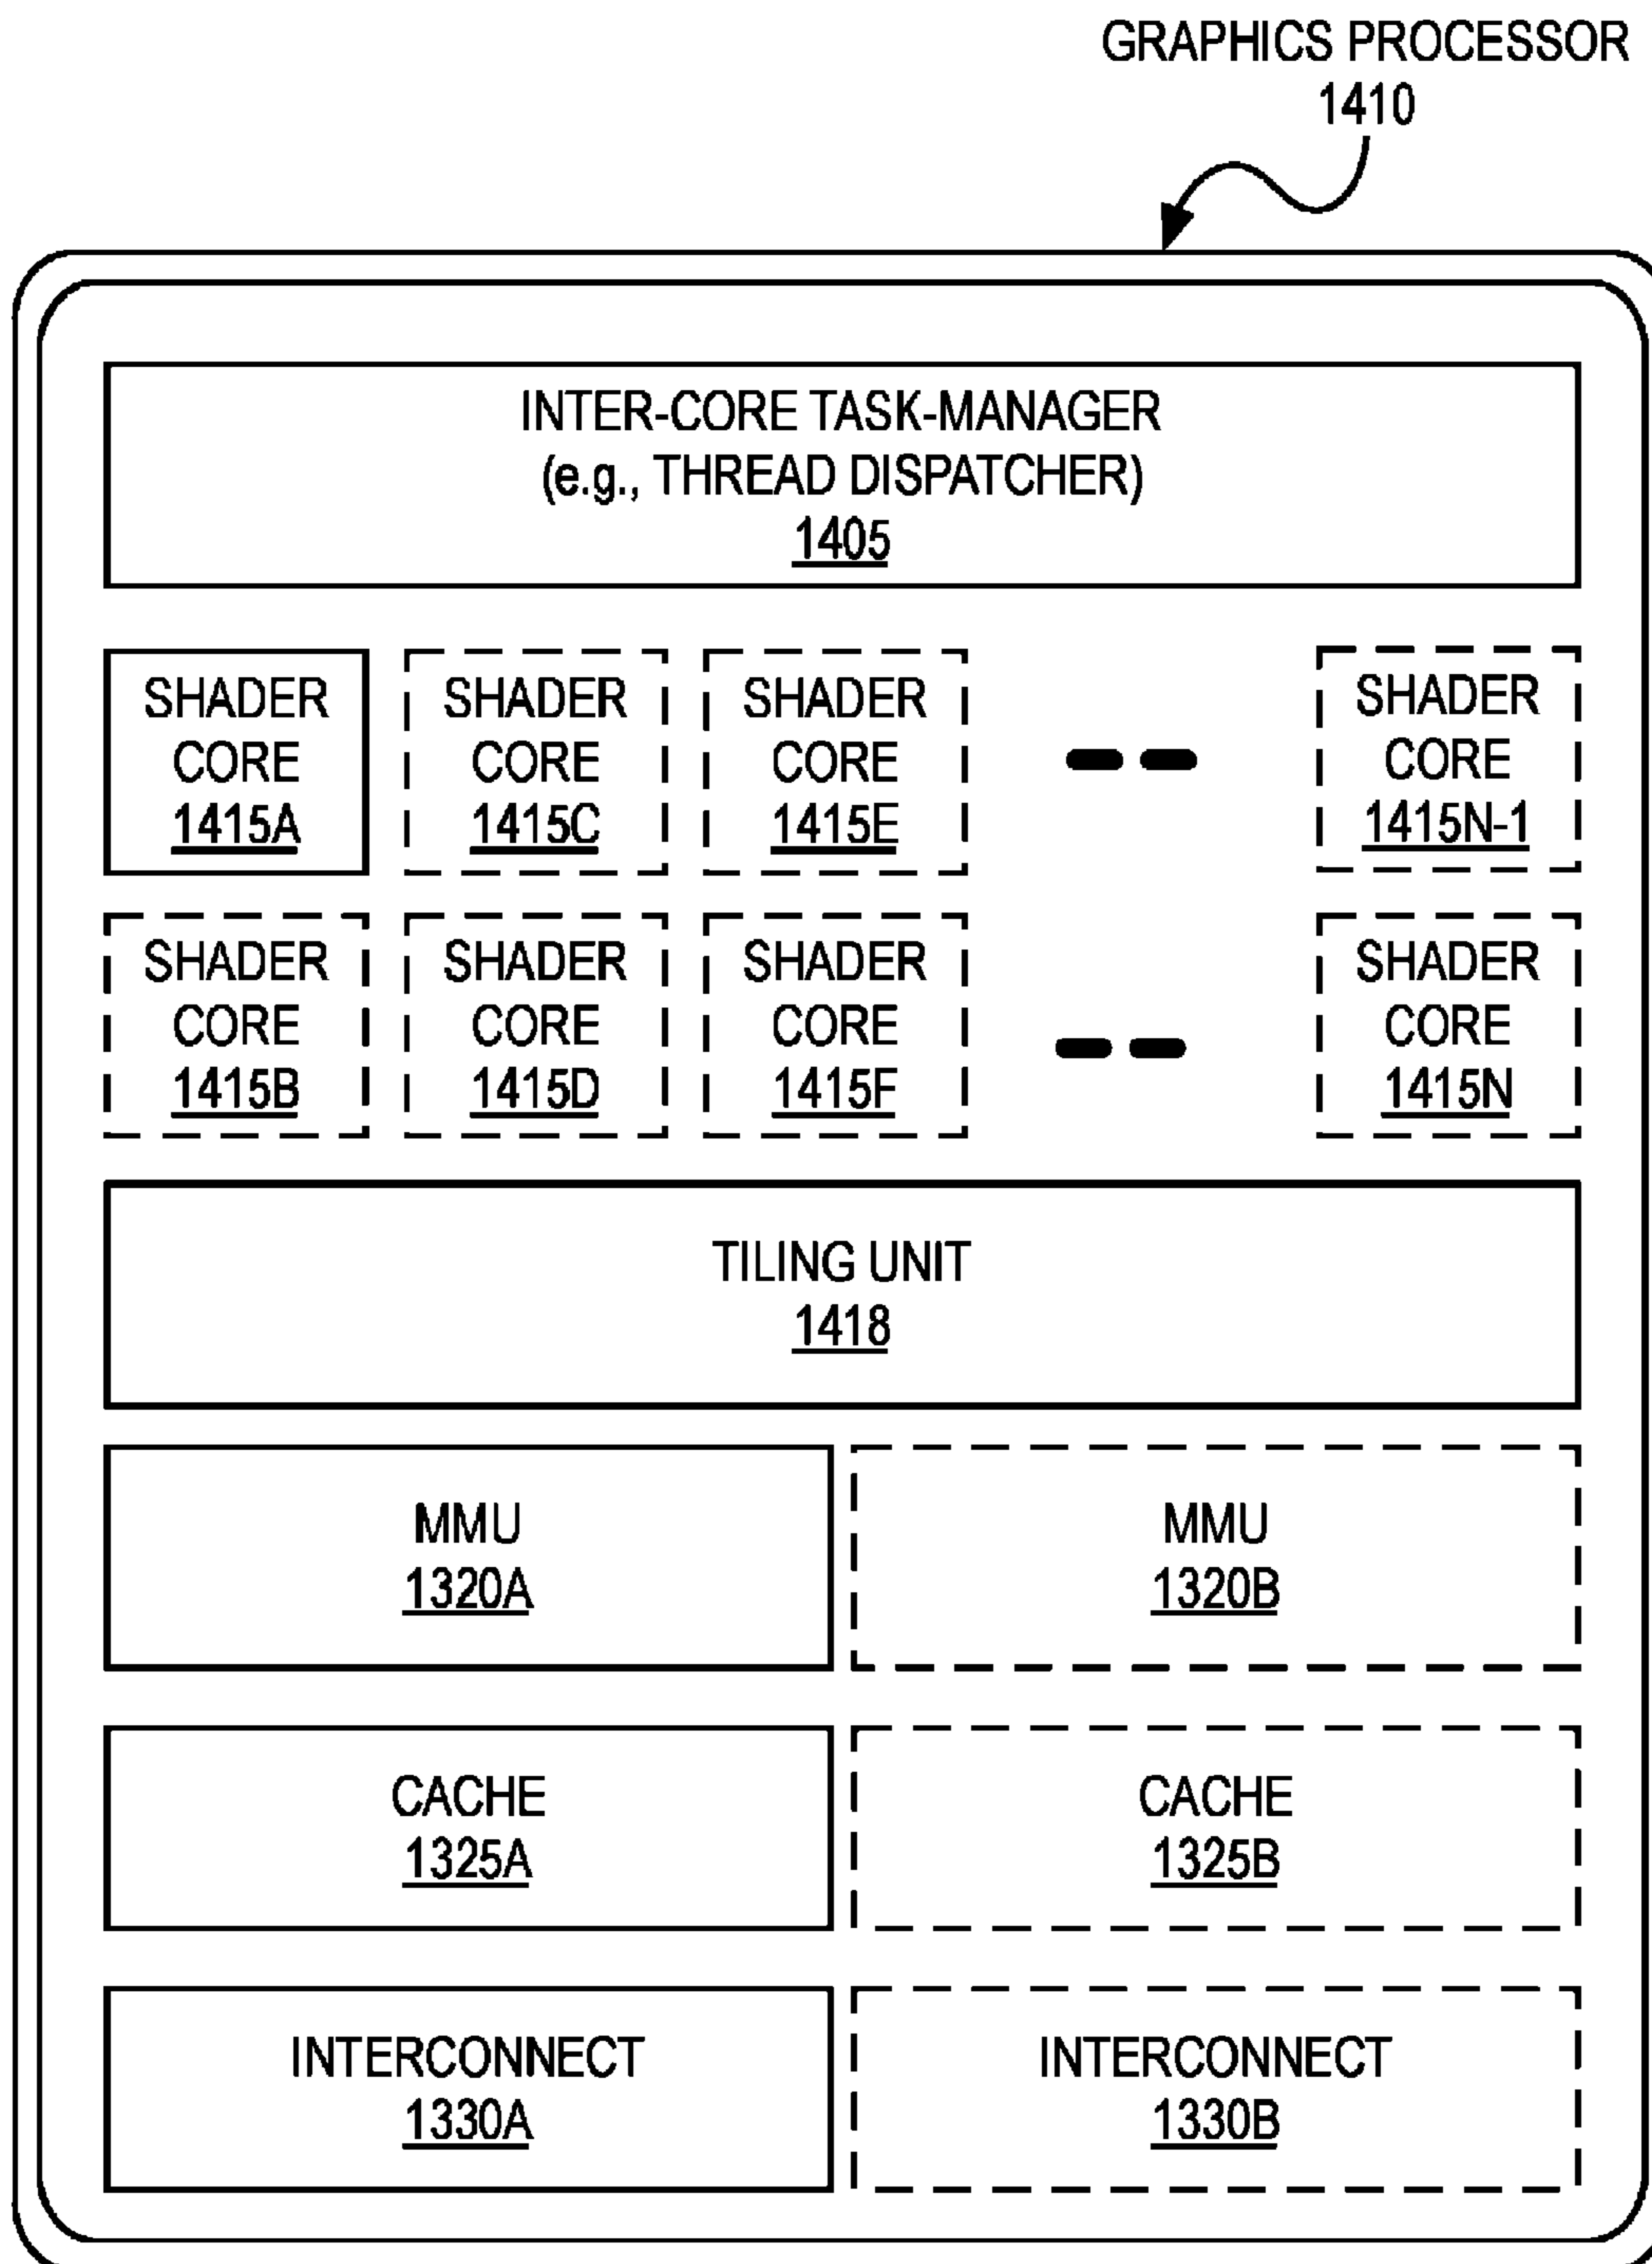 GRAPHICS PROCESSOR
1410
INTER-CORE TASK-MANAGER
(e.g., THREAD DISPATCHER)
1405
SHADER
CORE
1415A
SHADER
CORE
1415C
SHADER
CORE
1415E
SHADER
CORE
1415N-1
SHADER
CORE
1415B
SHADER
CORE
1415D
SHADER
CORE
1415F
SHADER
CORE
1415N
TILING UNIT
1418
MMU
1320A
MMU
1320B
CACHE
1325A
CACHE
1325B
INTERCONNECT
1330A
INTERCONNECT
1330B